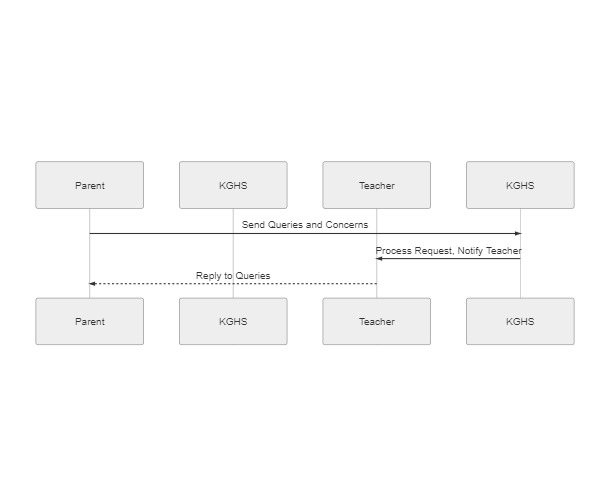 Parent
KGHS
Teacher
KGHS
Send Queries and Concerns
Process Request, Notify Teacher
Reply to Queries
Parent
KGHS
Teacher
KGHS